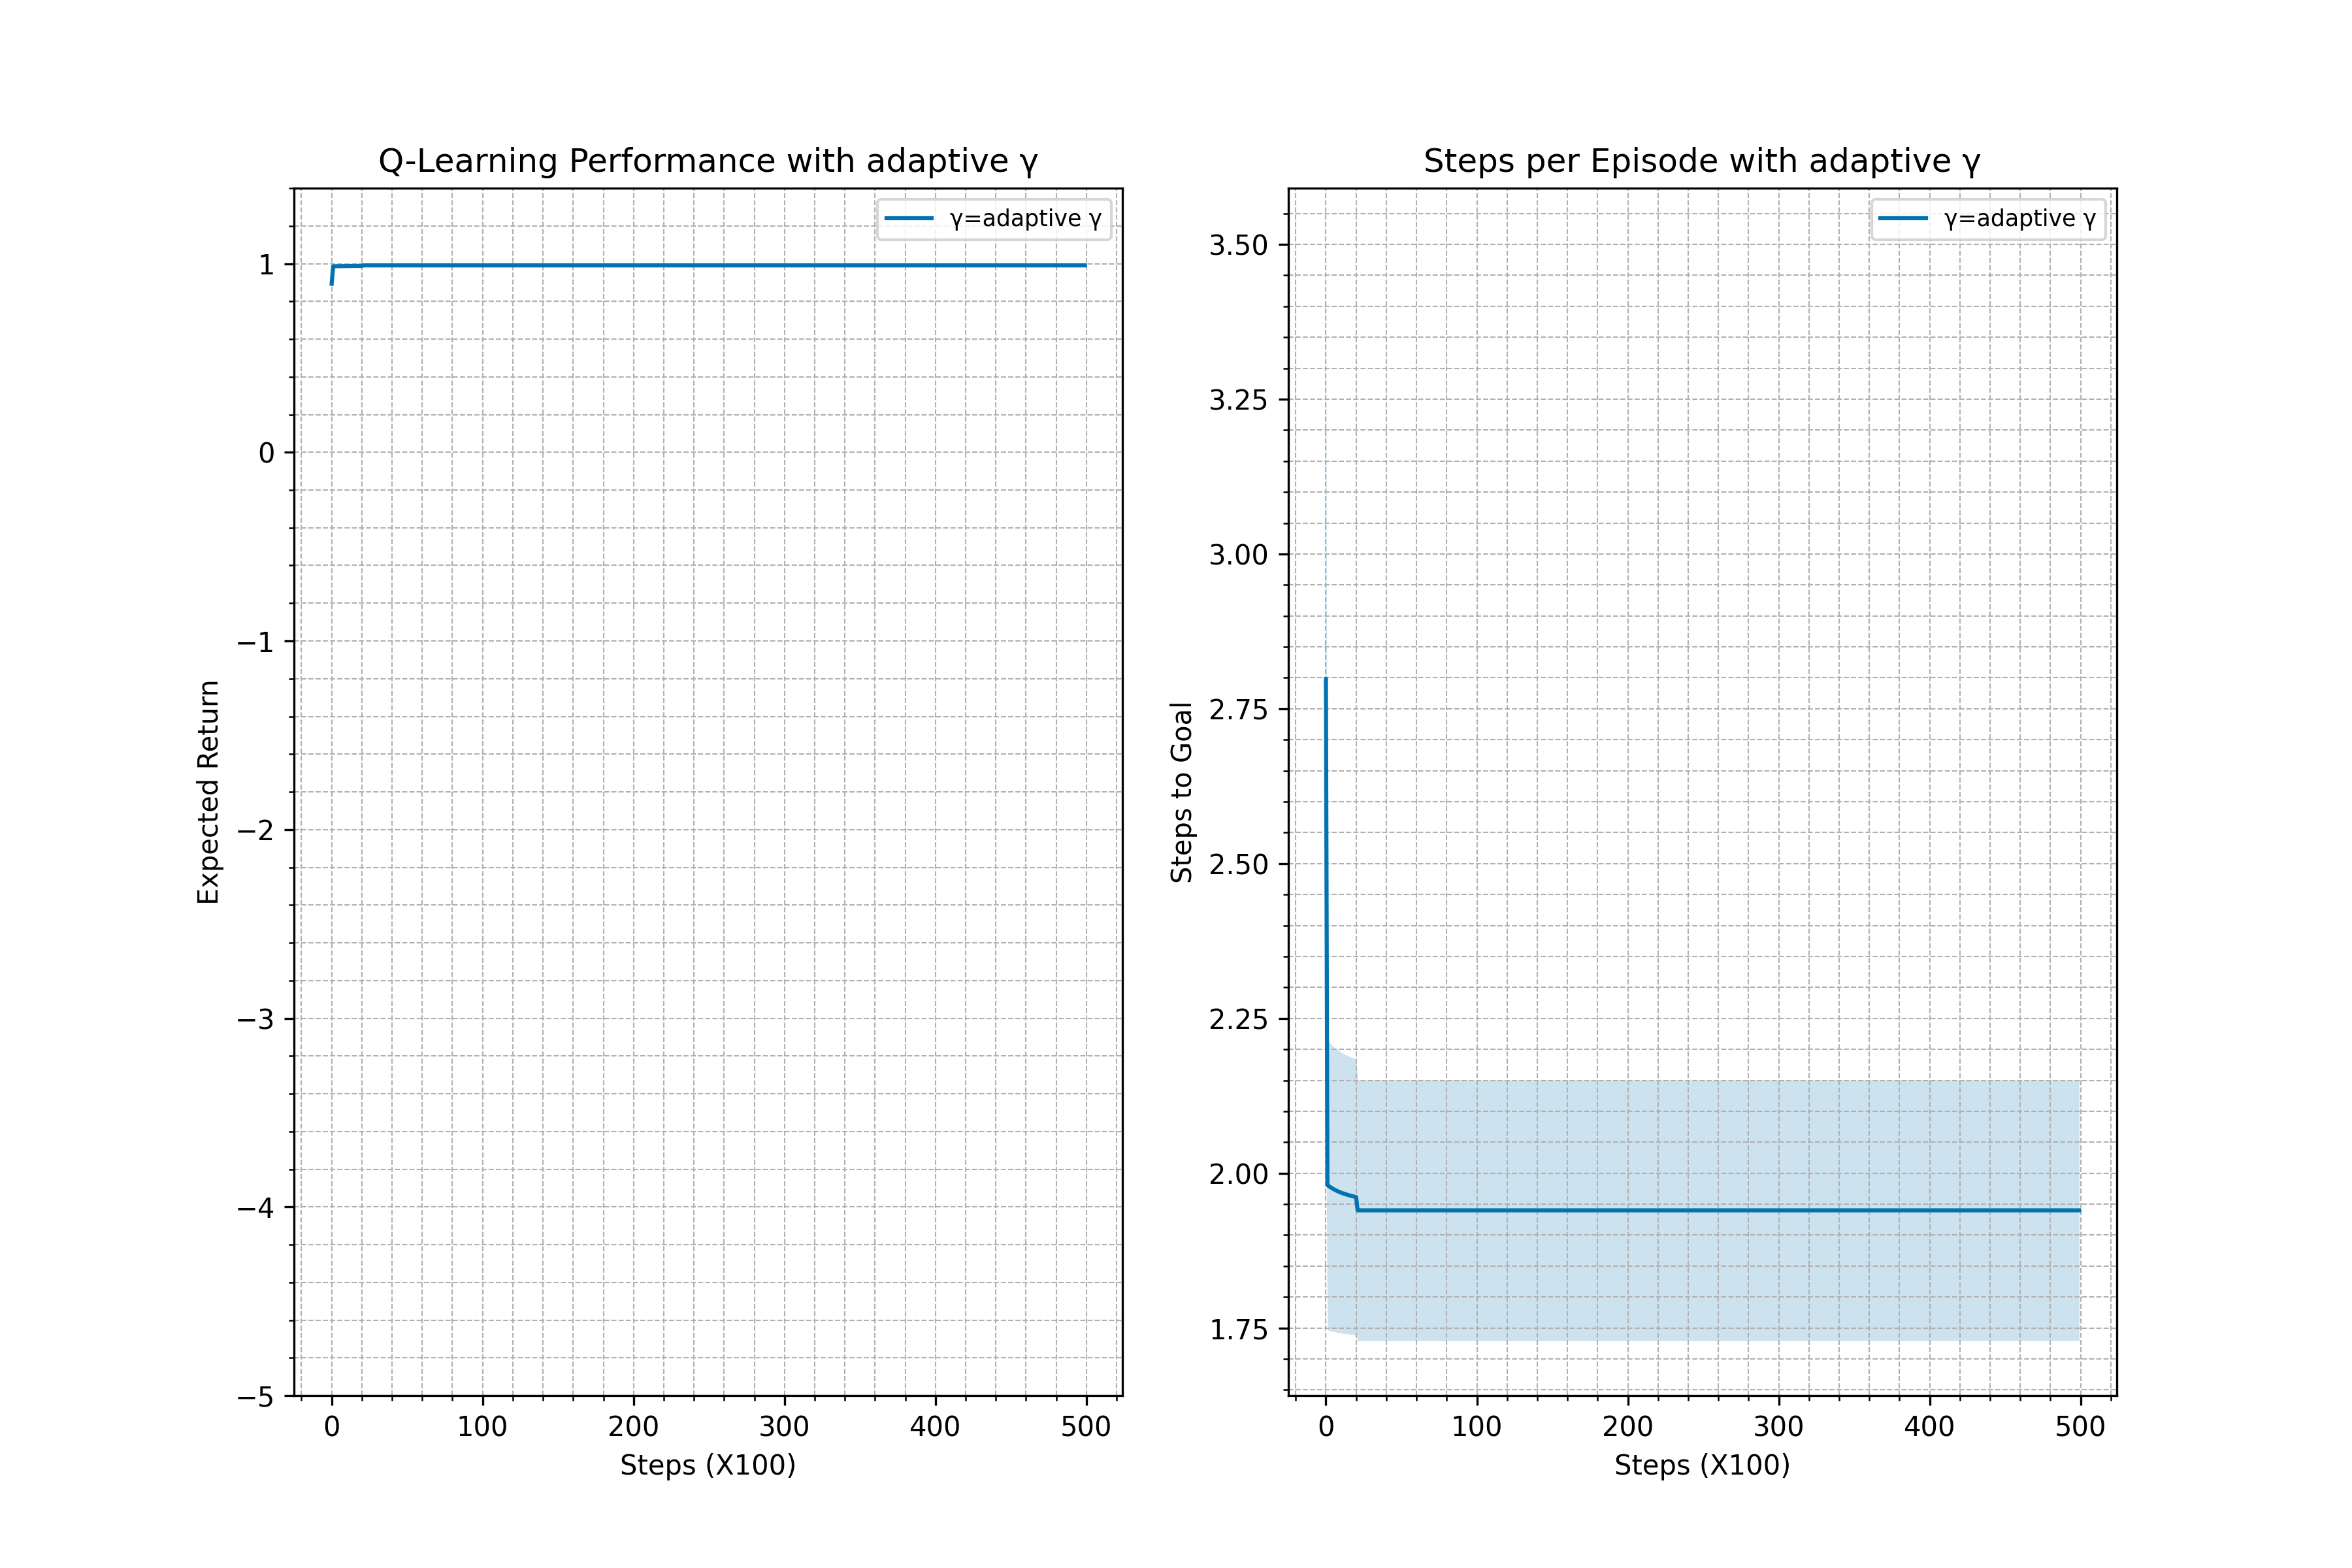 Q-Learning Performance with adaptive γ
γ=adaptive γ
1
0
−1
−2
−3
−4
−5
Expected Return
0 100 200 300 400 500
Steps (X100)
Steps per Episode with adaptive γ
γ=adaptive γ
3.50
3.25
3.00
2.75
2.50
2.25
2.00
1.75
Steps to Goal
0 100 200 300 400 500
Steps (X100)